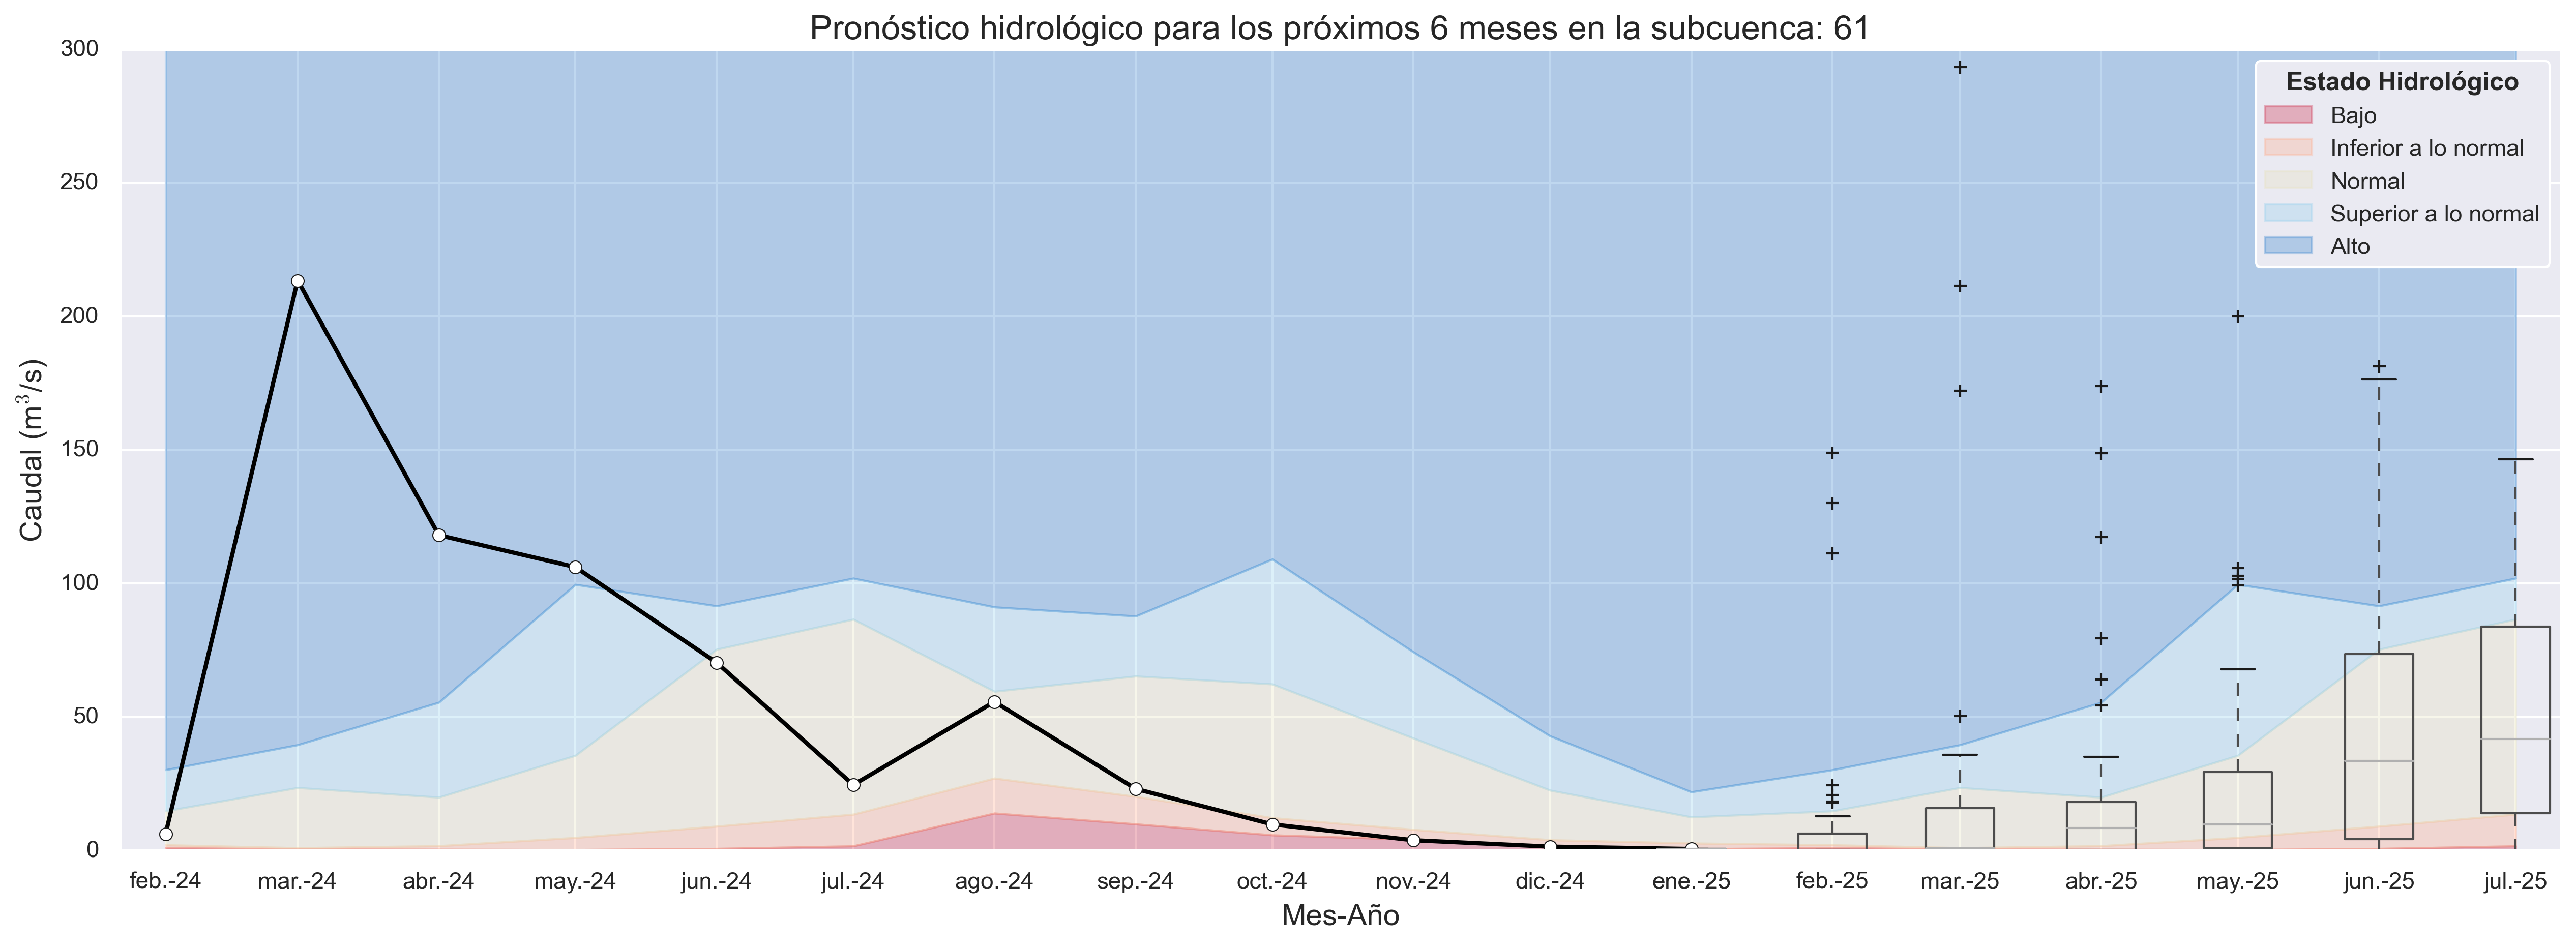 Pronóstico hidrológico para los próximos 6 meses en la subcuenca: 61
300
250
200
150
100
50
0
Caudal (m³/s)
Estado Hidrológico
Bajo
Inferior a lo normal
Normal
Superior a lo normal
Alto
feb.-24 mar.-24 abr.-24 may.-24 jun.-24 jul.-24 ago.-24 sep.-24 oct.-24 nov.-24 dic.-24 ene.-25 feb.-25 mar.-25 abr.-25 may.-25 jun.-25 jul.-25
Mes-Año